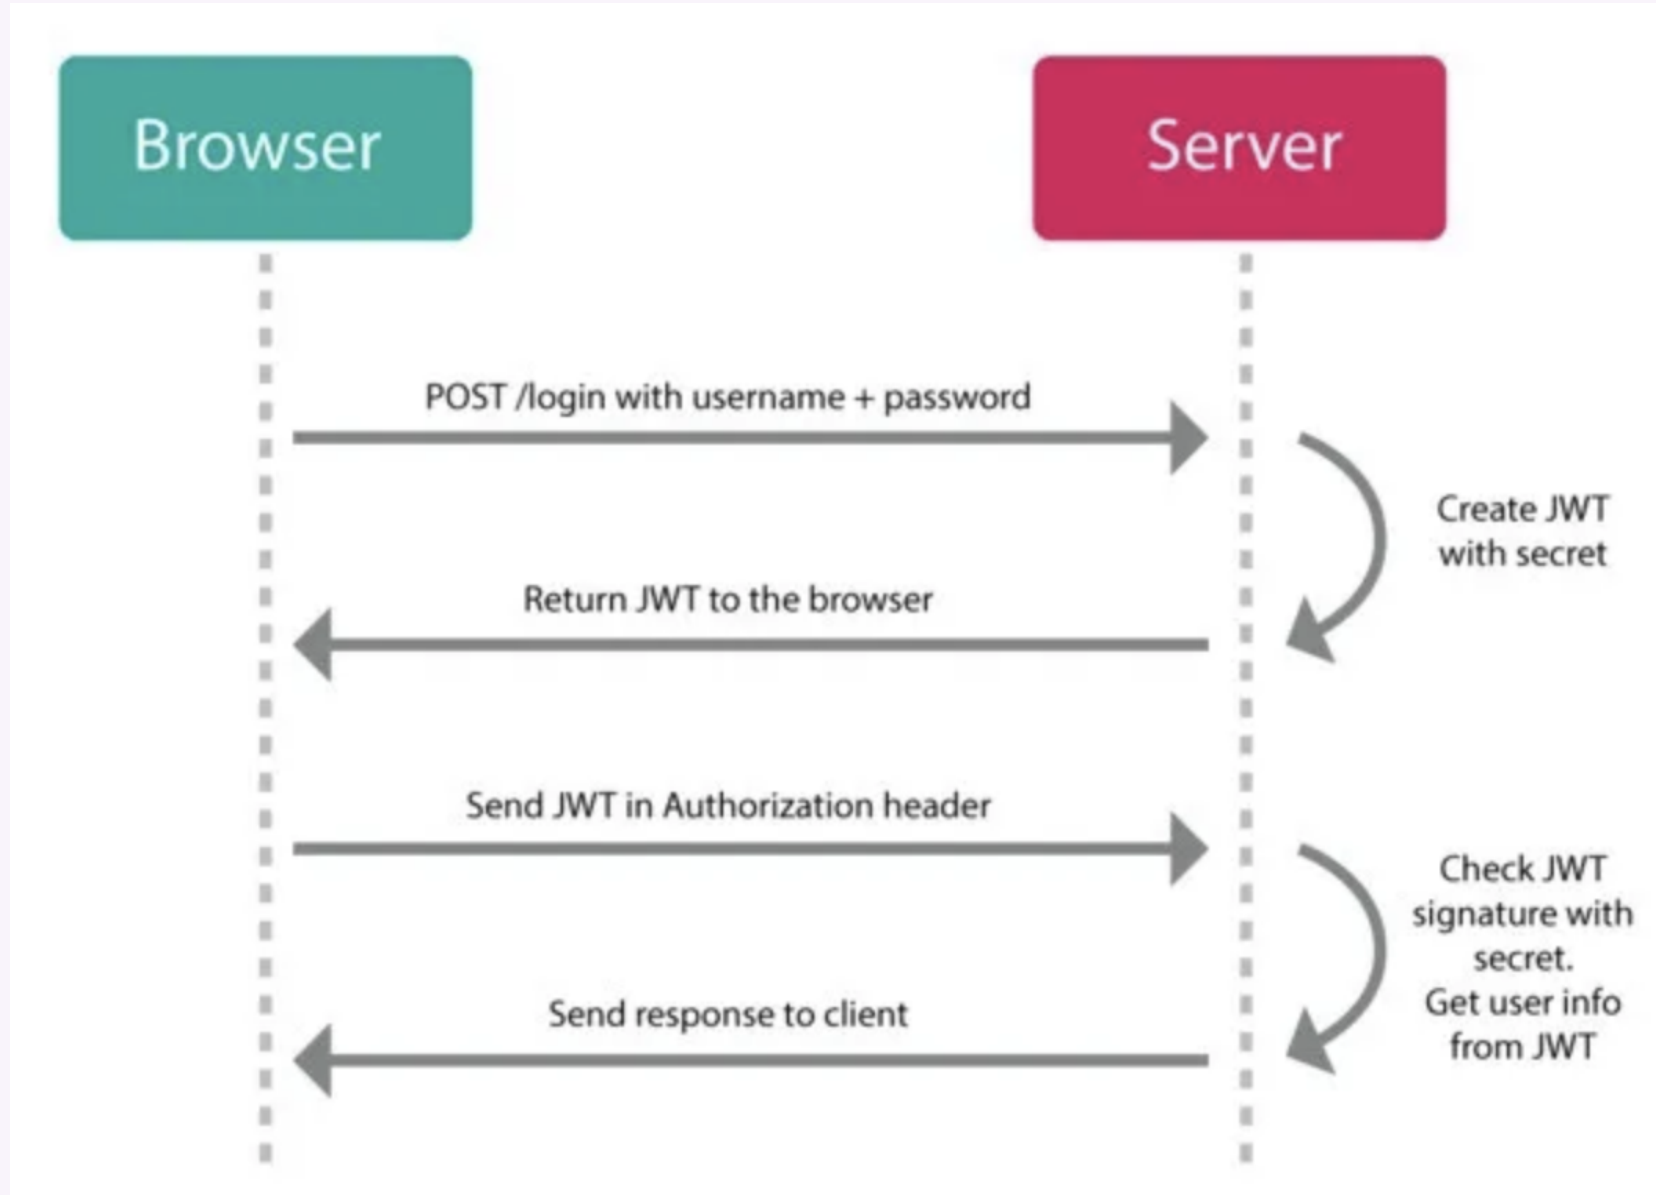 Browser
Server
POST /login with username + password
Create JWT
with secret
Return JWT to the browser
Send JWT in Authorization header
Check JWT
signature with
secret.
Get user info
from JWT
Send response to client